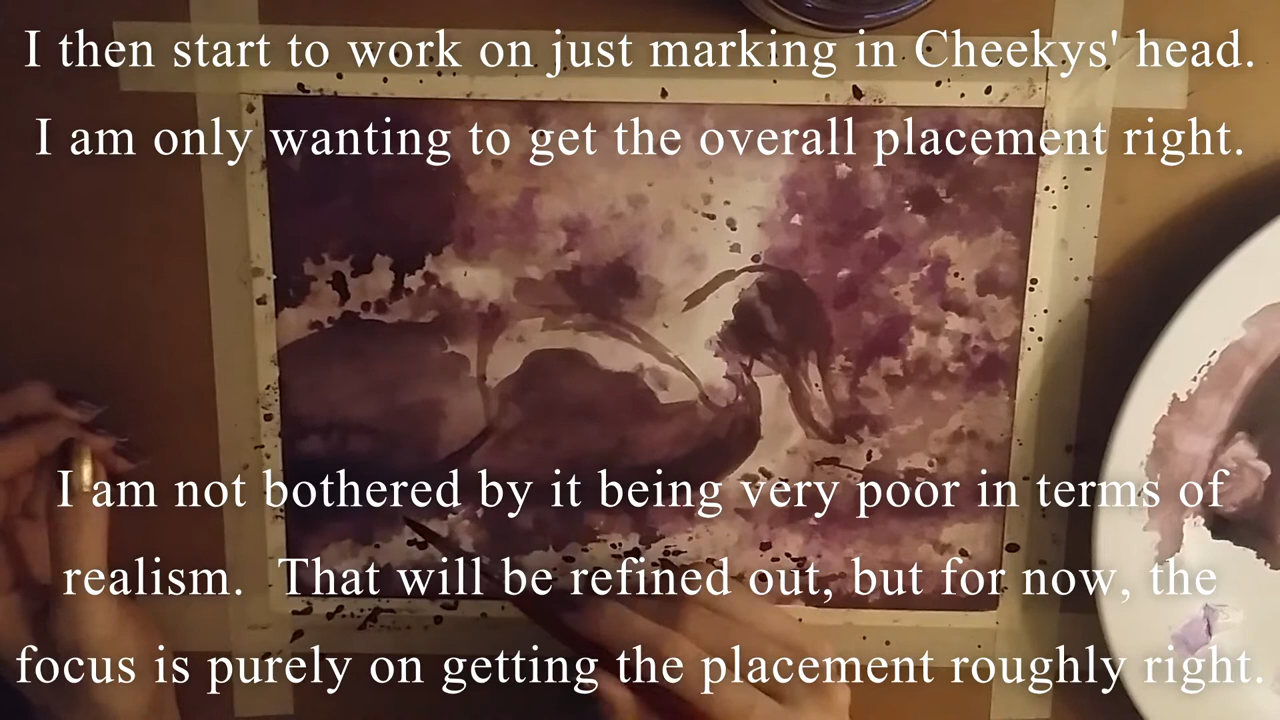 I then start to work on just marking in Cheekys' head.
I am only wanting to get the overall placement right.
I am not bothered by it being very poor in terms of
realism.  That will be refined out, but for now, the
focus is purely on getting the placement roughly right.